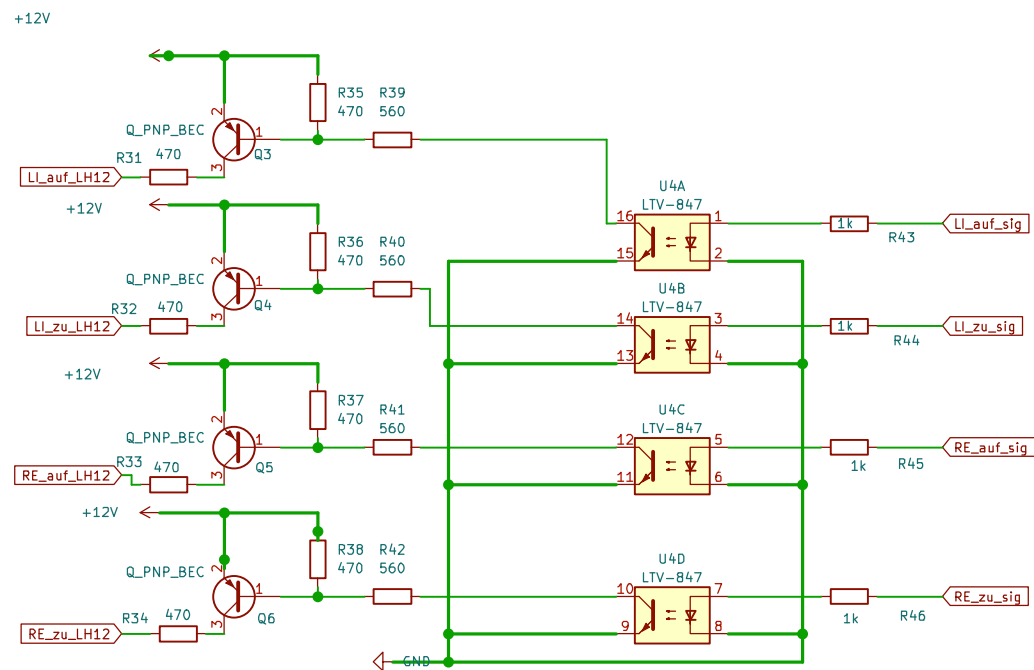 +12V
R35 R39
470 560
Q_PNP_BEC
2
1
3
Q3
R31 470
LI_auf_LH12
U4A
LTV-847
16 1
15 2
1k
R43
LI_auf_sig
+12V
R36 R40
470 560
Q_PNP_BEC
2
1
3
Q4
R32 470
LI_zu_LH12
U4B
LTV-847
14 3
13 4
1k
R44
LI_zu_sig
+12V
R37 R41
470 560
Q_PNP_BEC
2
1
3
Q5
R33 470
RE_auf_LH12
U4C
LTV-847
12 5
11 6
1k
R45
RE_auf_sig
+12V
R38 R42
470 560
Q_PNP_BEC
2
1
3
Q6
R34 470
RE_zu_LH12
U4D
LTV-847
10 7
9 8
1k
R46
RE_zu_sig
GND